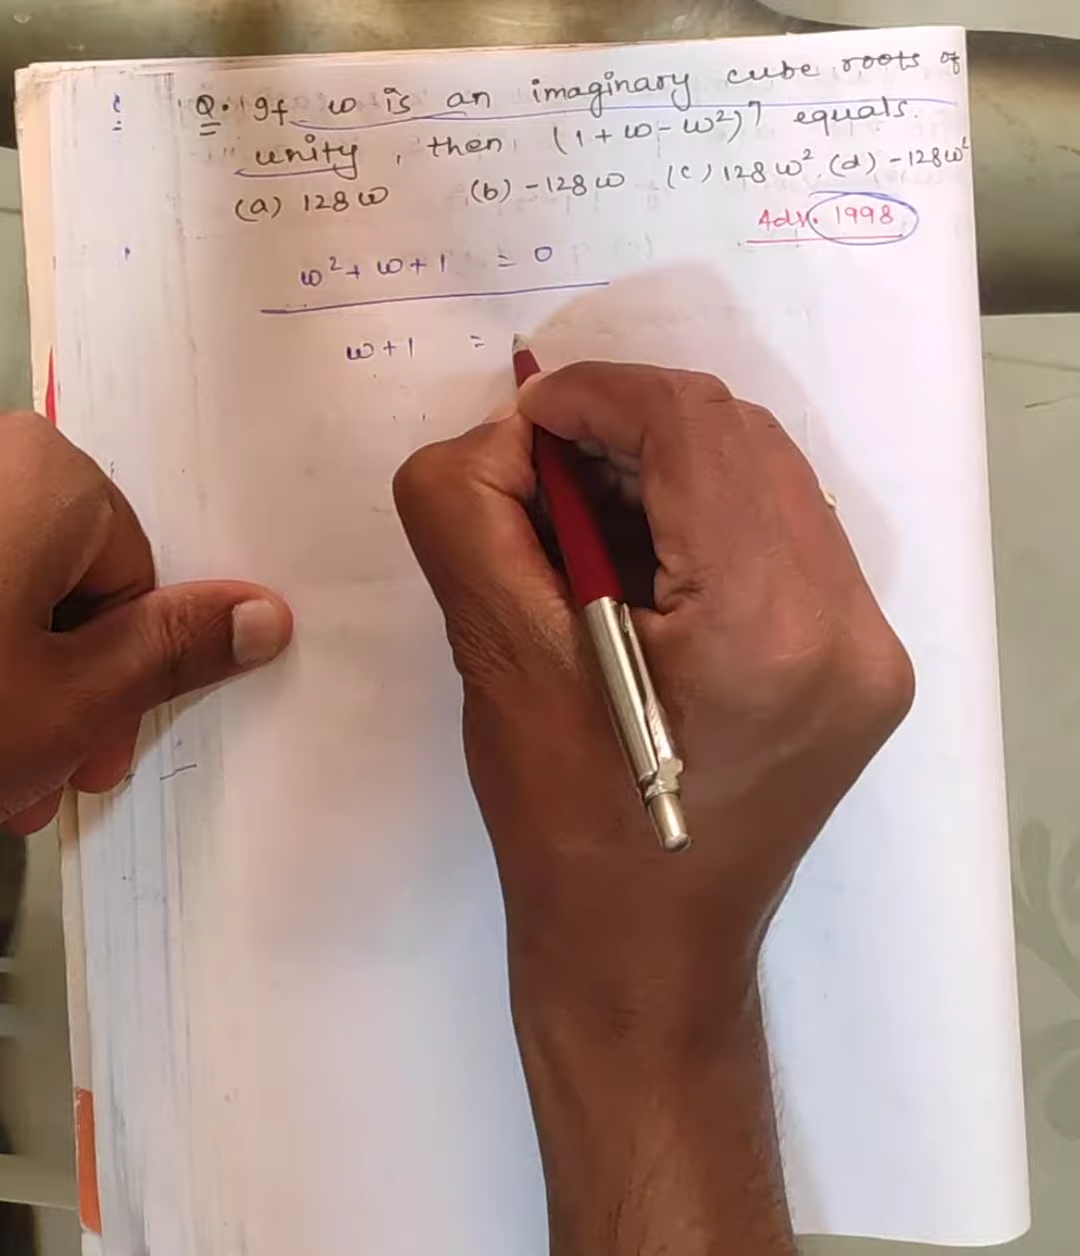 Q. If ω is an imaginary cube roots of
unity, then (1+ω-ω²)⁷ equals.
(a) 128ω (b) -128ω (c) 128ω². (d) -128ω²
Adv. 1998
ω²+ω+1 = 0
ω+1 =